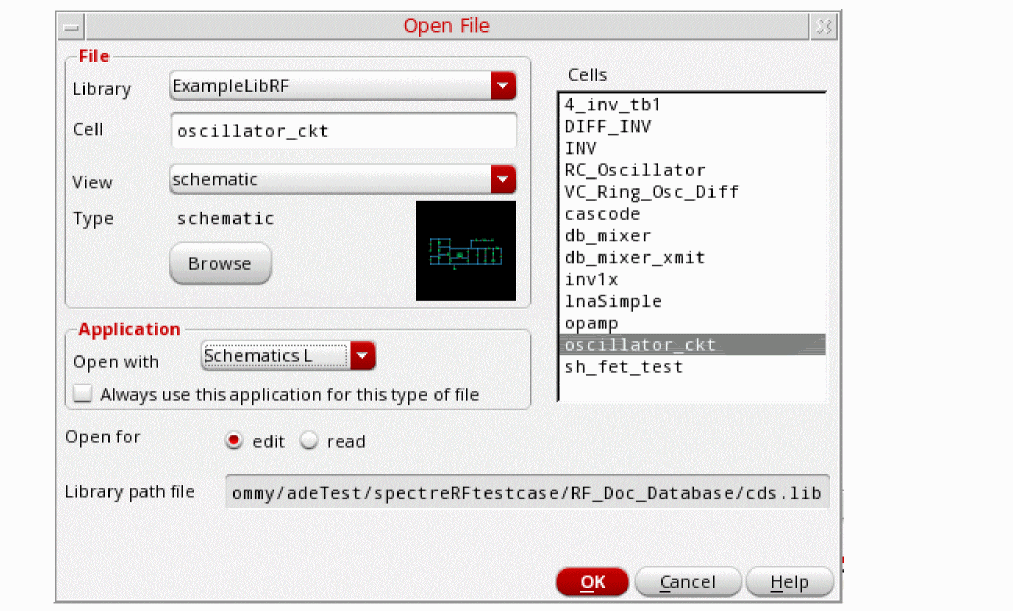 Open File
File
Library ExampleLibRF
Cell oscillator_ckt
View schematic
Type schematic
Browse
Application
Open with Schematics L
Always use this application for this type of file
Open for edit read
Library path file ommy/adeTest/spectreRFtestcase/RF_Doc_Database/cds.lib
Cells
4_inv_tb1
DIFF_INV
INV
RC_Oscillator
VC_Ring_Osc_Diff
cascode
db_mixer
db_mixer_xmit
inv1x
lnaSimple
opamp
oscillator_ckt
sh_fet_test
OK Cancel Help